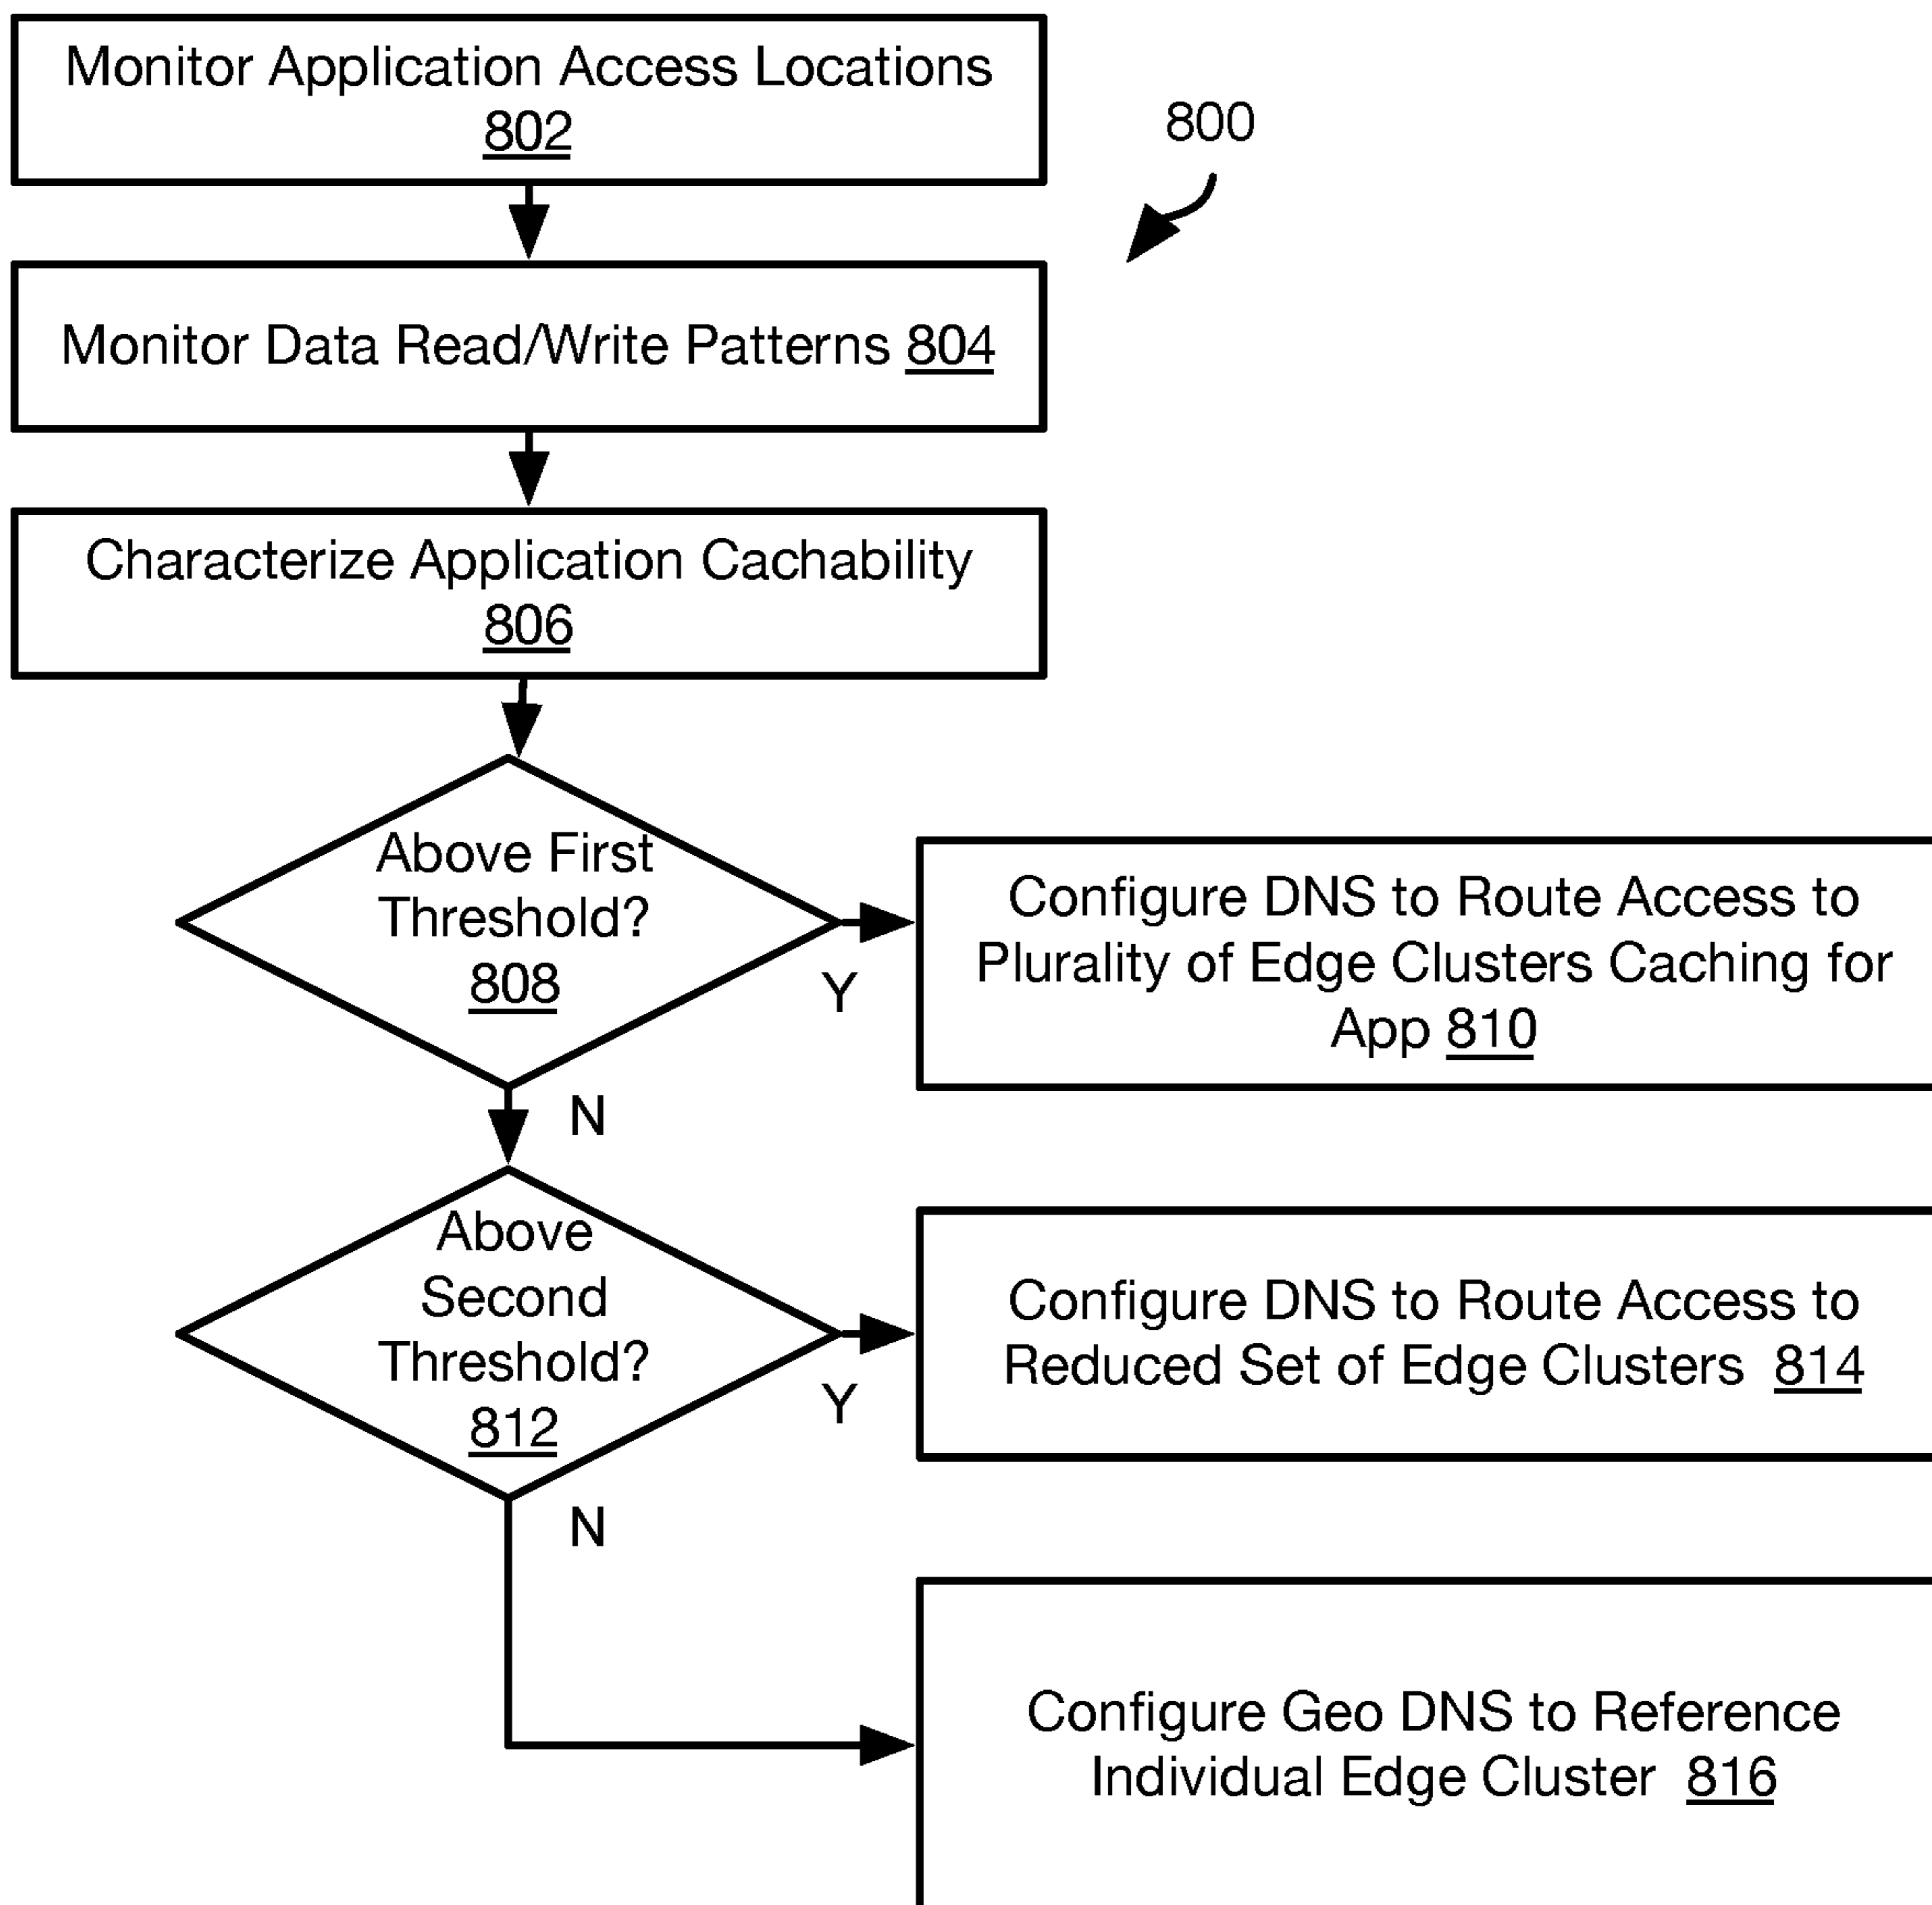 Monitor Application Access Locations
802
800
Monitor Data Read/Write Patterns 804
Characterize Application Cachability
806
Above First
Threshold?
808
Y
Configure DNS to Route Access to
Plurality of Edge Clusters Caching for
App 810
N
Above
Second
Threshold?
812
Y
Configure DNS to Route Access to
Reduced Set of Edge Clusters 814
N
Configure Geo DNS to Reference
Individual Edge Cluster 816